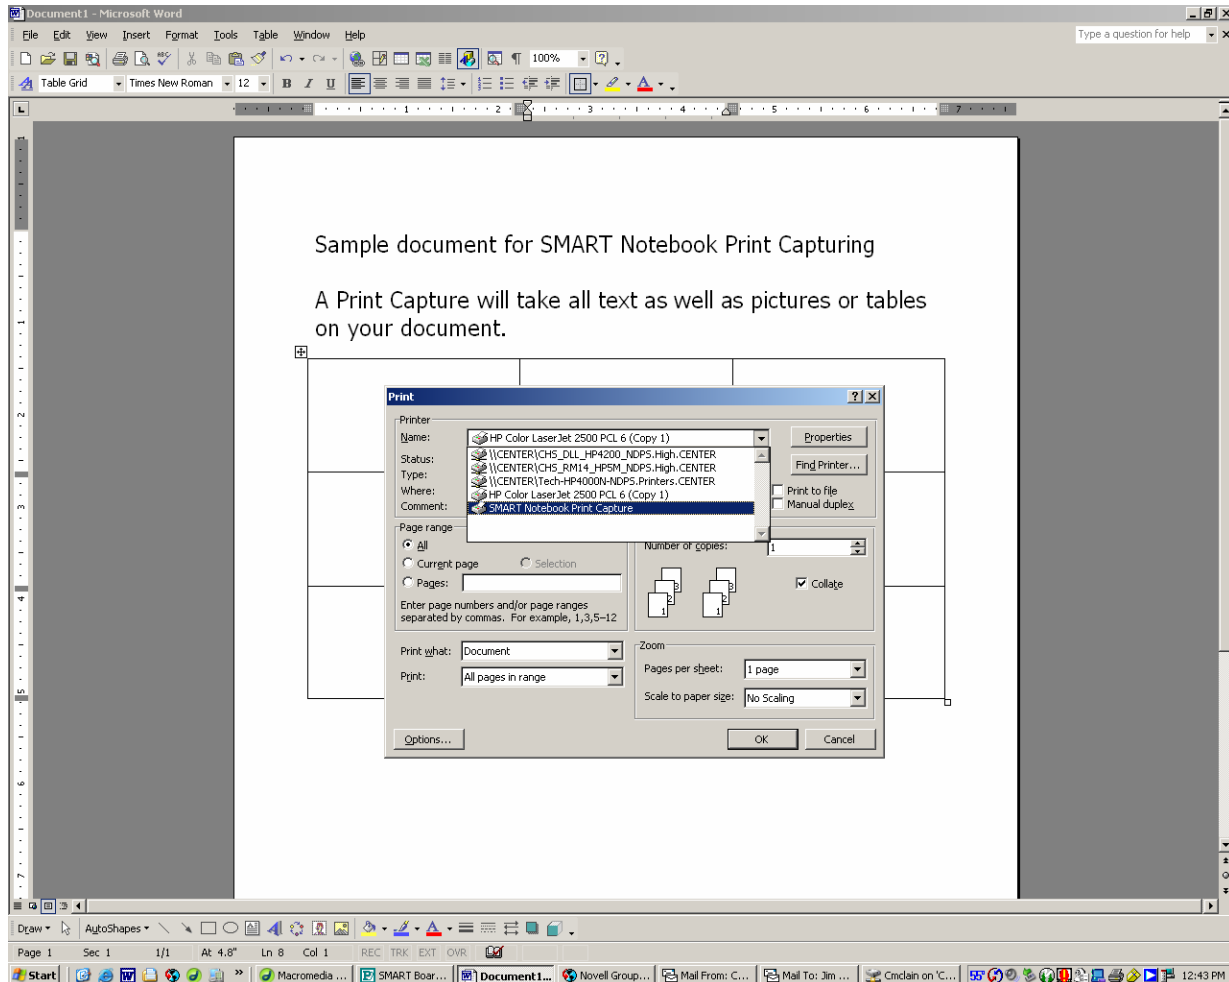 Document1 - Microsoft Word
File Edit View Insert Format Tools Table Window Help
Type a question for help
100%
Table Grid Times New Roman 12 B I U
1 2 3 4 5 6 7
Sample document for SMART Notebook Print Capturing
A Print Capture will take all text as well as pictures or tables
on your document.
Print
Printer
Name: HP Color LaserJet 2500 PCL 6 (Copy 1) Properties
Status: \\CENTER\CHS_DLL_HP4200_NDPS.High.CENTER Find Printer...
Type: \\CENTER\CHS_RM14_HP5M_NDPS.High.CENTER
Where: \\CENTER\Tech-HP4000N-NDPS.Printers.CENTER Print to file
HP Color LaserJet 2500 PCL 6 (Copy 1)
Comment: SMART Notebook Print Capture Manual duplex
Page range
All Number of copies: 1
Current page Selection
Pages: Collate
Enter page numbers and/or page ranges
separated by commas. For example, 1,3,5–12
Print what: Document Zoom
Print: All pages in range Pages per sheet: 1 page
Scale to paper size: No Scaling
Options... OK Cancel
Draw AutoShapes
Page 1 Sec 1 1/1 At 4.8" Ln 8 Col 1 REC TRK EXT OVR
Start Macromedia ... SMART Boar... Document1... Novell Group... Mail From: C... Mail To: Jim ... Cmclain on 'C... 55° 12:43 PM